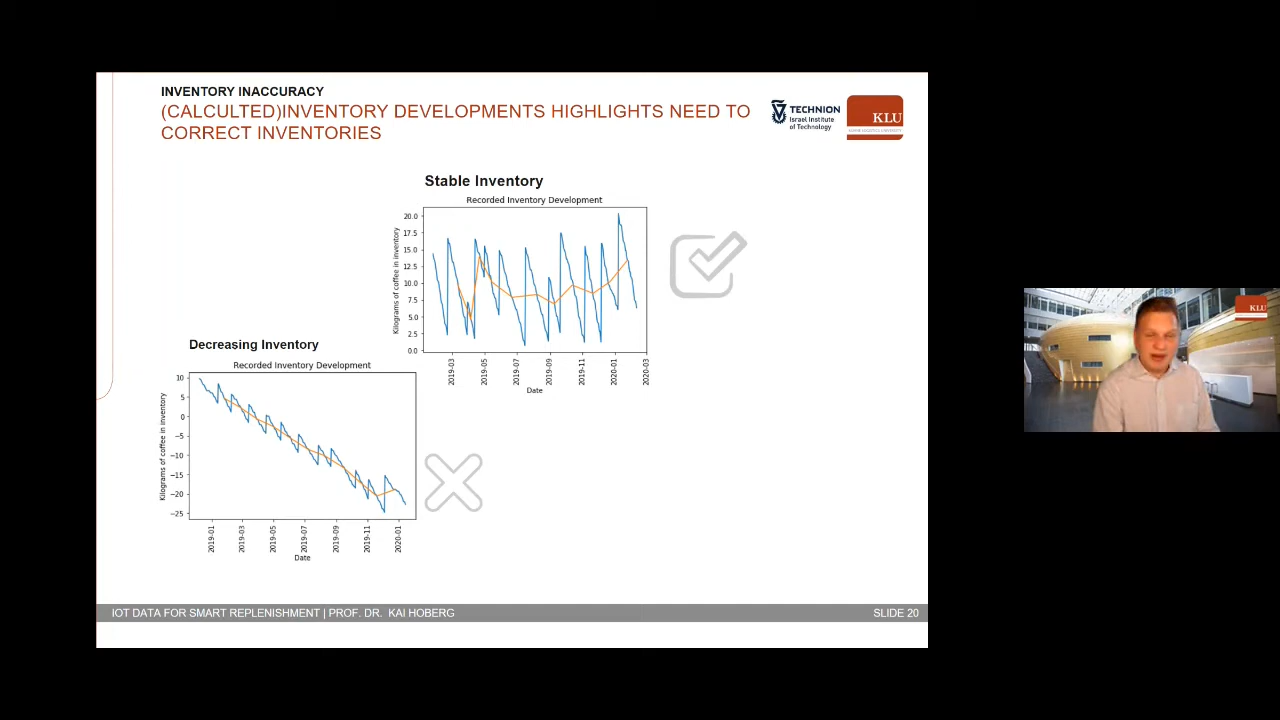 INVENTORY INACCURACY
(CALCULTED)INVENTORY DEVELOPMENTS HIGHLIGHTS NEED TO
CORRECT INVENTORIES
TECHNION
Israel Institute
of Technology
KLU
Stable Inventory
Recorded Inventory Development
Kilograms of coffee in inventory
20.0
17.5
15.0
12.5
10.0
7.5
5.0
2.5
0.0
2019-03
2019-05
2019-07
2019-09
2019-11
2020-01
2020-03
Date
Decreasing Inventory
Recorded Inventory Development
Kilograms of coffee in inventory
10
5
0
−5
−10
−15
−20
−25
2019-01
2019-03
2019-05
2019-07
2019-09
2019-11
2020-01
Date
KLU
IOT DATA FOR SMART REPLENISHMENT | PROF. DR. KAI HOBERG
SLIDE 20